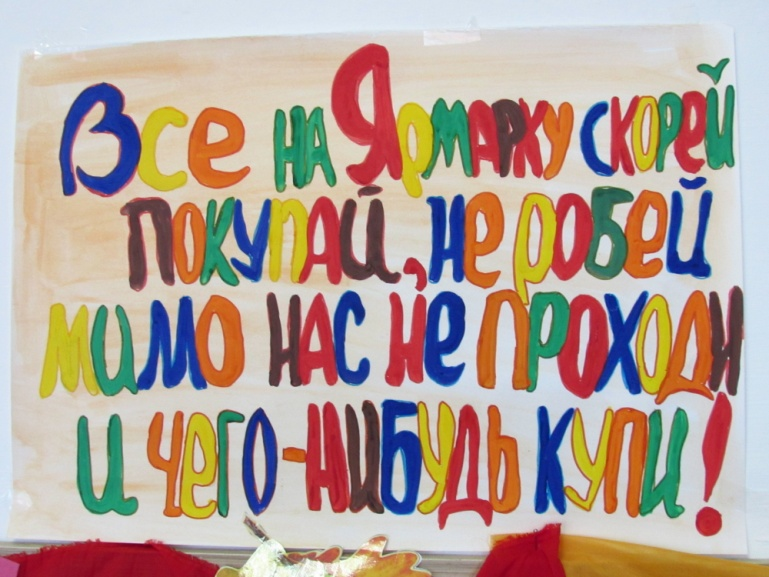 Все на Ярмарку скорей
покупай, не робей
мимо нас не проходи
и чего-нибудь купи!